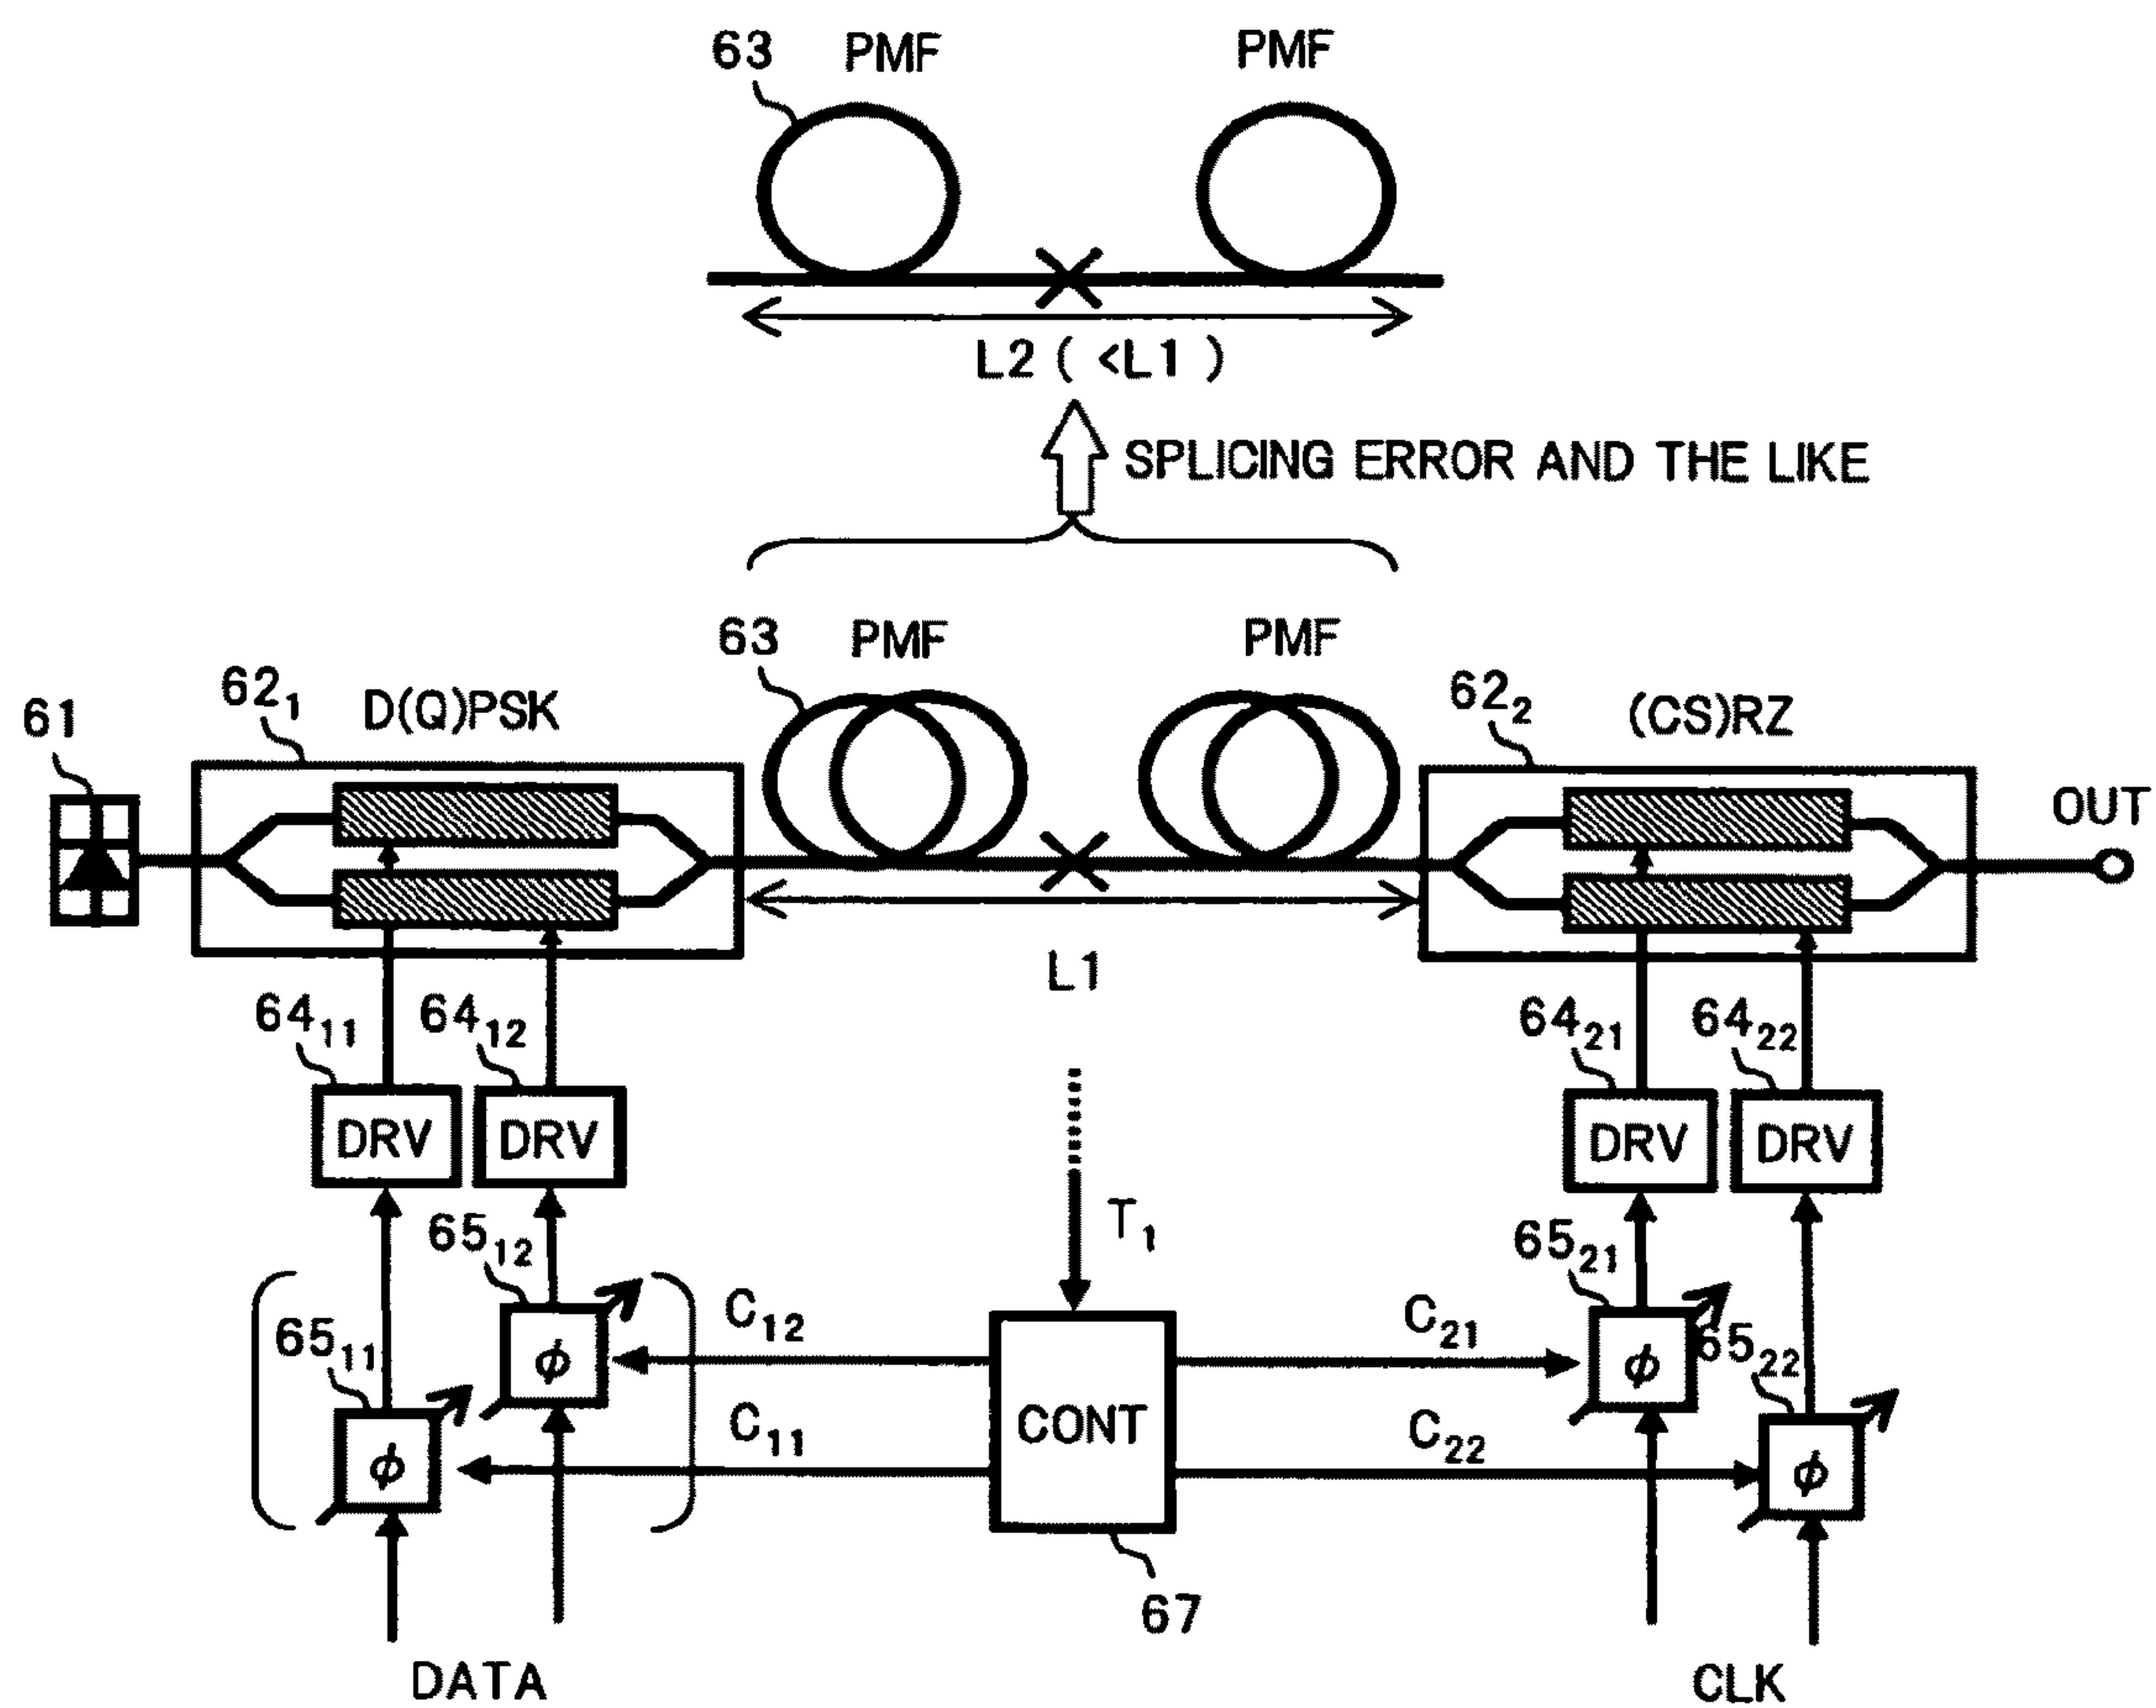 63 PMF PMF
L2 ( <L1 )
SPLICING ERROR AND THE LIKE
63 PMF PMF
61 62₁ D(Q)PSK 62₂ (CS)RZ
OUT
L1
64₁₁ 64₁₂ 64₂₁ 64₂₂
DRV DRV DRV DRV
T₁
65₁₂ 65₂₁
65₁₁ C₁₂ C₂₁ 65₂₂
ϕ ϕ
C₁₁ CONT C₂₂
ϕ ϕ
67
DATA CLK